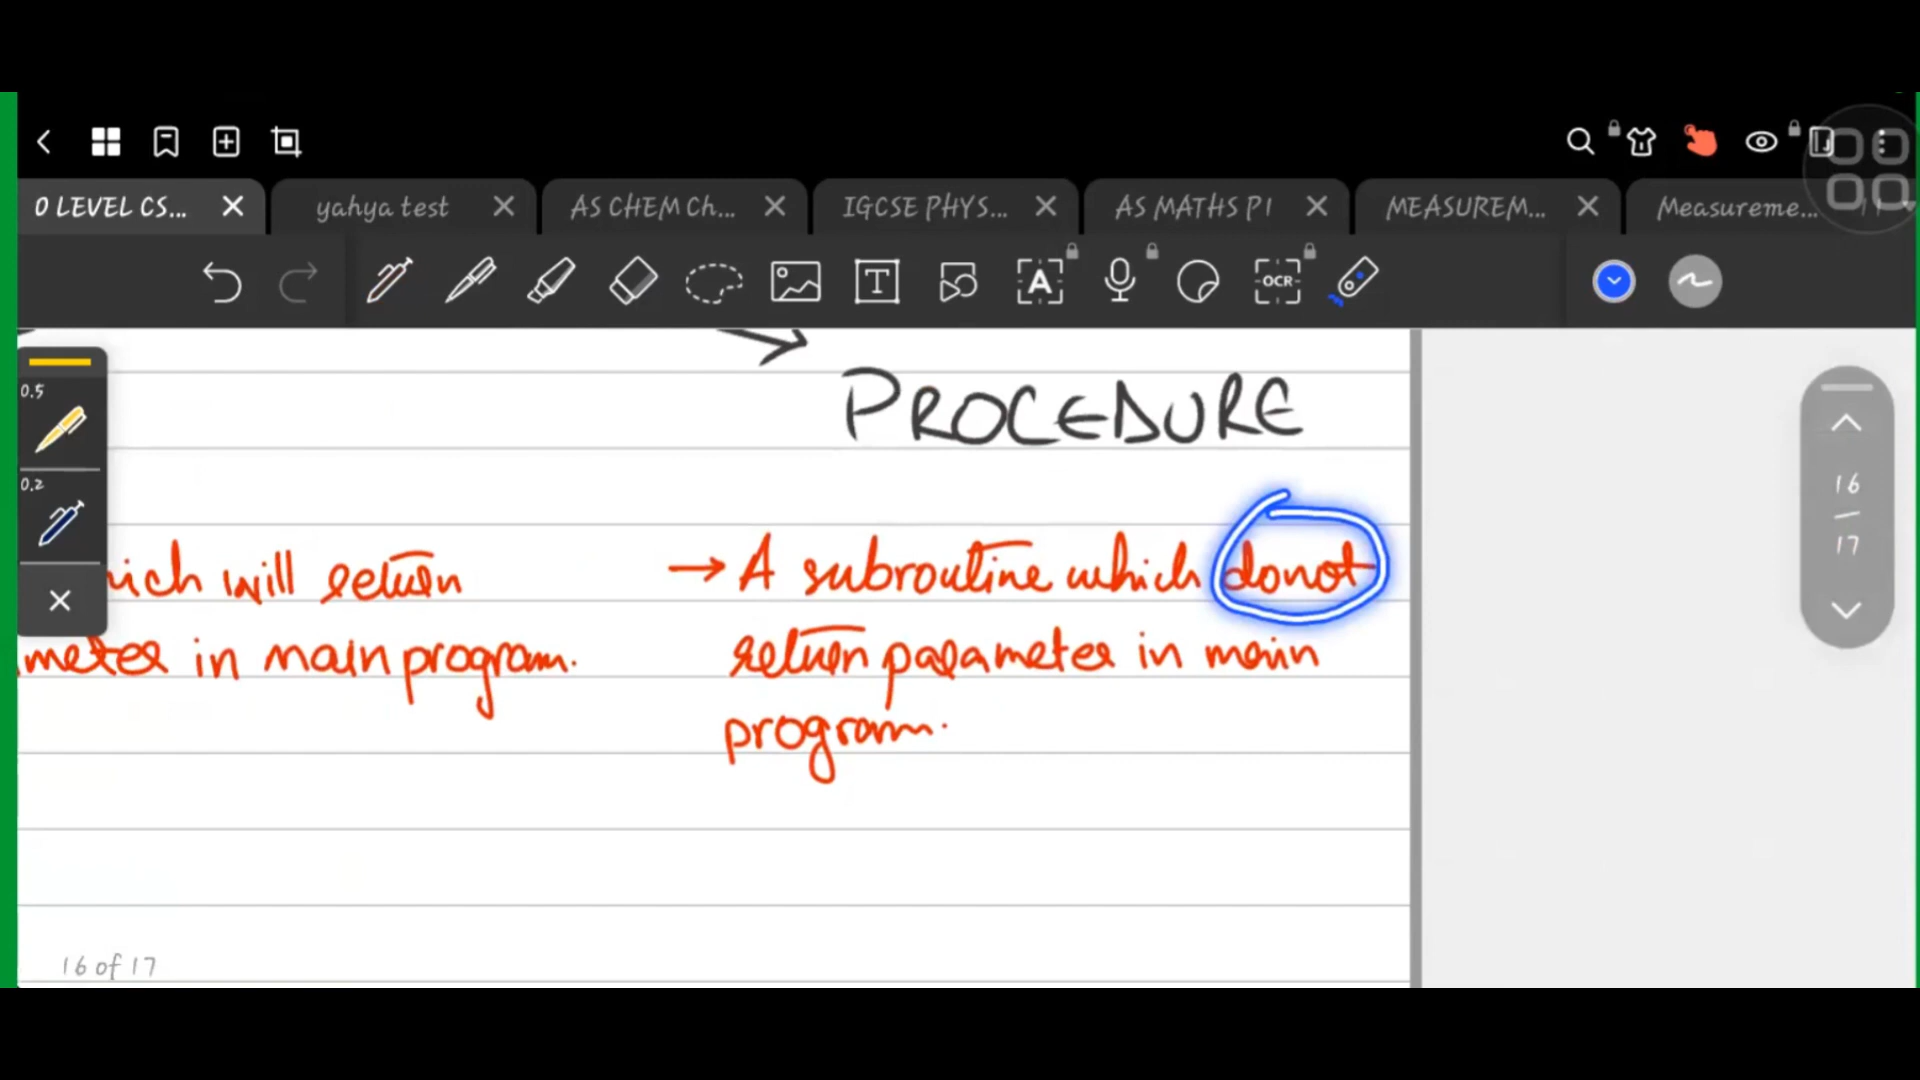 O LEVEL CS...
yahya test
AS CHEM Ch...
IGCSE PHYS...
AS MATHS P1
MEASUREM...
Measureme...
T
A
OCR
0.5
0.2
PROCEDURE
hich will return
meter in main program.
→ A subroutine which donot
return parameter in main
program.
16
17
16 of 17